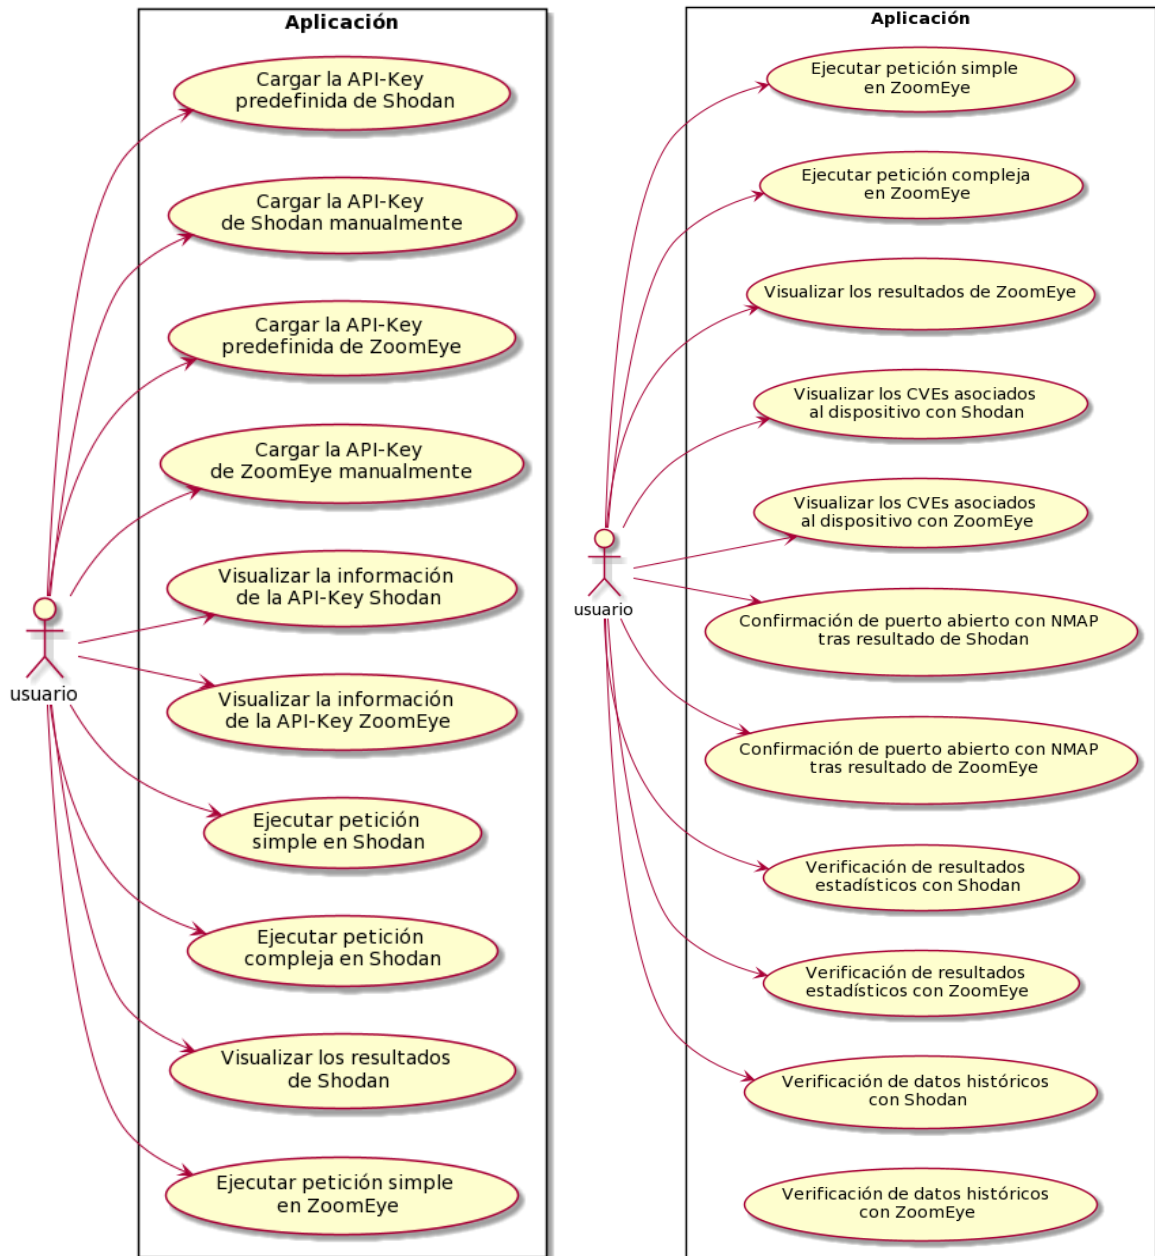 Aplicación
Cargar la API-Key
predefinida de Shodan
Cargar la API-Key
de Shodan manualmente
Cargar la API-Key
predefinida de ZoomEye
Cargar la API-Key
de ZoomEye manualmente
Visualizar la información
de la API-Key Shodan
usuario
Visualizar la información
de la API-Key ZoomEye
Ejecutar petición
simple en Shodan
Ejecutar petición
compleja en Shodan
Visualizar los resultados
de Shodan
Ejecutar petición simple
en ZoomEye
Aplicación
Ejecutar petición simple
en ZoomEye
Ejecutar petición compleja
en ZoomEye
Visualizar los resultados de ZoomEye
Visualizar los CVEs asociados
al dispositivo con Shodan
Visualizar los CVEs asociados
al dispositivo con ZoomEye
usuario
Confirmación de puerto abierto con NMAP
tras resultado de Shodan
Confirmación de puerto abierto con NMAP
tras resultado de ZoomEye
Verificación de resultados
estadísticos con Shodan
Verificación de resultados
estadísticos con ZoomEye
Verificación de datos históricos
con Shodan
Verificación de datos históricos
con ZoomEye